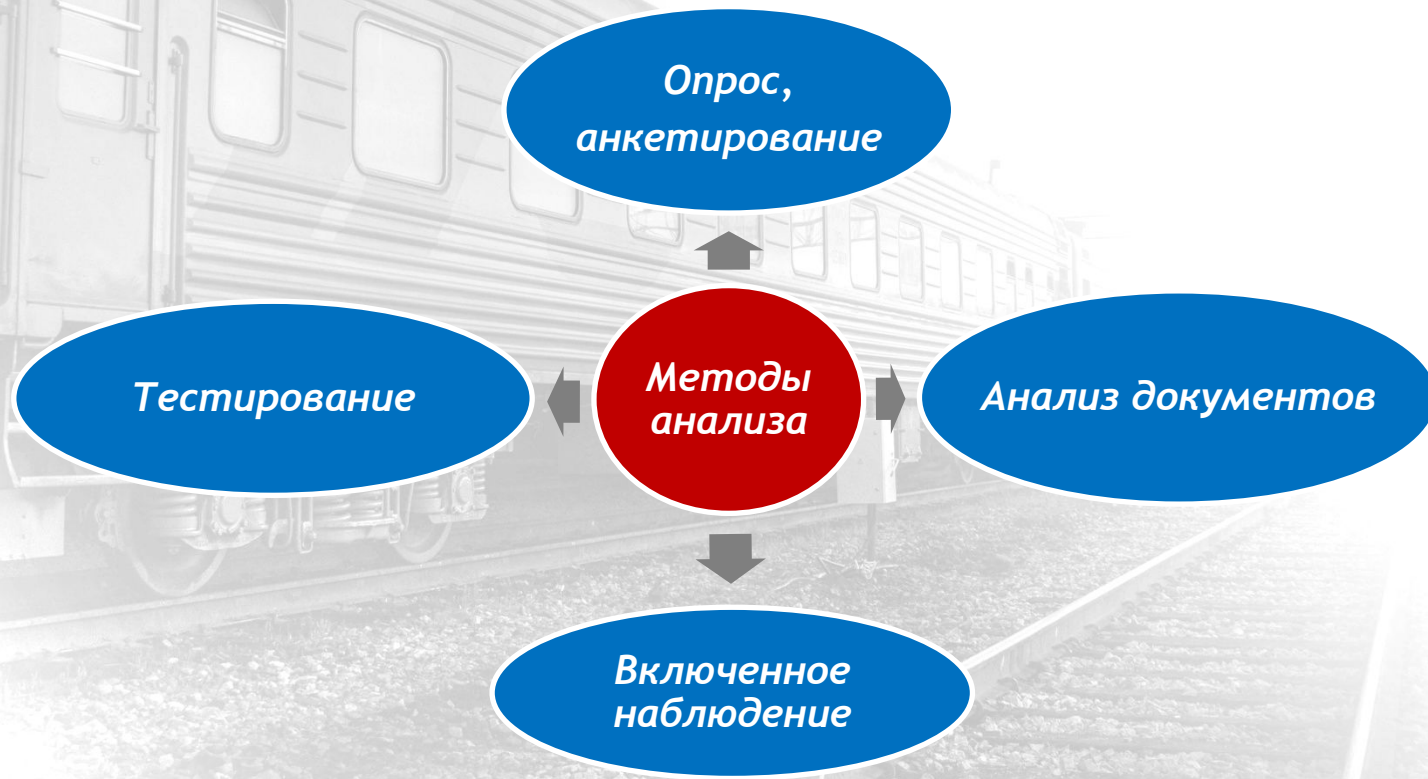 Опрос,
анкетирование
Тестирование
Методы
анализа
Анализ документов
Включенное
наблюдение